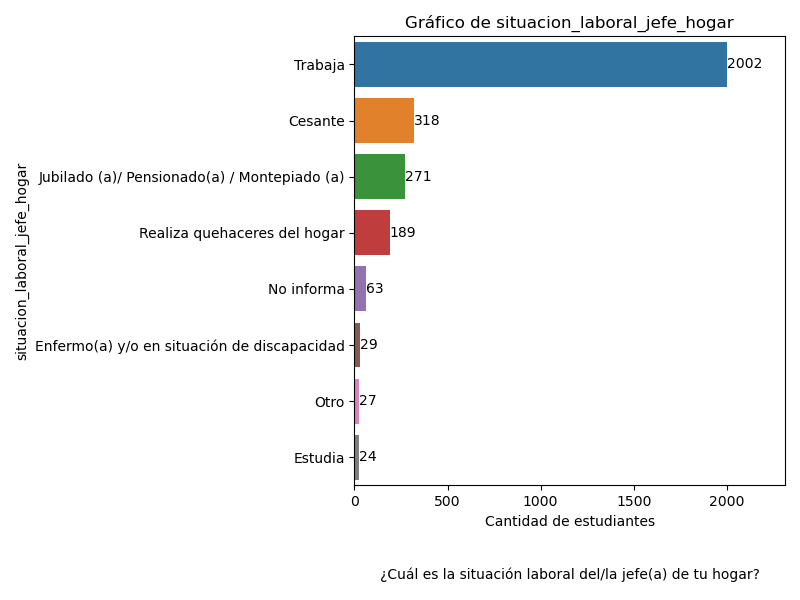 Gráfico de situacion_laboral_jefe_hogar
situacion_laboral_jefe_hogar
Trabaja
2002
Cesante
318
Jubilado (a)/ Pensionado(a) / Montepiado (a)
271
Realiza quehaceres del hogar
189
No informa
63
Enfermo(a) y/o en situación de discapacidad
29
Otro
27
Estudia
24
0 500 1000 1500 2000
Cantidad de estudiantes
¿Cuál es la situación laboral del/la jefe(a) de tu hogar?